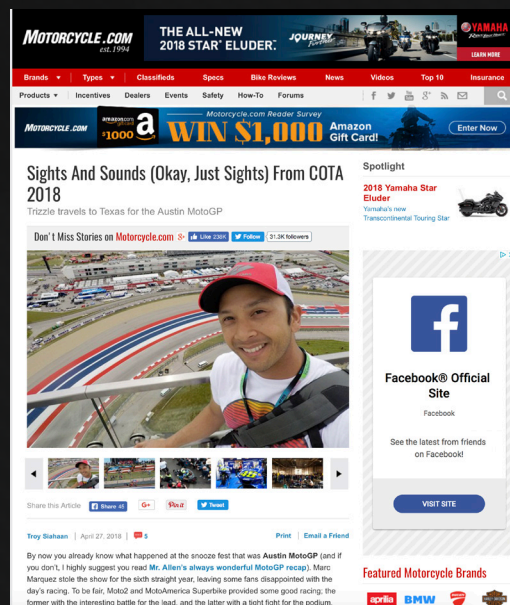 MOTORCYCLE.COM
est.1994
THE ALL-NEW
2018 STAR® ELUDER™.
JOURNEY
Further
YAMAHA
LEARN MORE
Brands Types Classifieds Specs Bike Reviews News Videos Top 10 Insurance
Products Incentives Dealers Events Safety How-To Forums
MOTORCYCLE.COM
amazon.com
$1000
a
Motorcycle.com Reader Survey
WIN $1,000
Amazon
Gift Card!
Enter Now
Sights And Sounds (Okay, Just Sights) From COTA
2018
Trizzle travels to Texas for the Austin MotoGP
Don't Miss Stories on Motorcycle.com Like 236K Follow 31.3K followers
Share this Article Share 45 G+ Pin it Tweet
Troy Siahaan | April 27, 2018 | 5 Print | Email a Friend
By now you already know what happened at the snooze fest that was Austin MotoGP (and if
you don't, I highly suggest you read Mr. Allen's always wonderful MotoGP recap). Marc
Marquez stole the show for the sixth straight year, leaving some fans disappointed with the
day's racing. To be fair, Moto2 and MotoAmerica Superbike provided some good racing; the
former with the interesting battle for the lead, and the latter with a tight fight for the podium.
Spotlight
2018 Yamaha Star
Eluder
Yamaha's new
Transcontinental Touring Star
f
Facebook® Official
Site
Facebook
See the latest from friends
on Facebook!
VISIT SITE
Featured Motorcycle Brands
aprilia BMW DUCATI